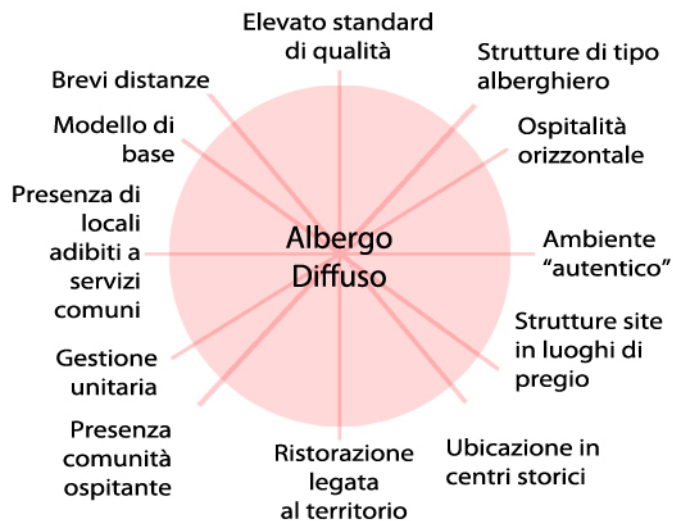 Elevato standard
di qualità
Strutture di tipo
alberghiero
Ospitalità
orizzontale
Ambiente
“autentico”
Strutture site
in luoghi di
pregio
Ubicazione in
centri storici
Ristorazione
legata
al territorio
Presenza
comunità
ospitante
Gestione
unitaria
Presenza di
locali
adibiti a
servizi
comuni
Modello di
base
Brevi distanze
Albergo
Diffuso